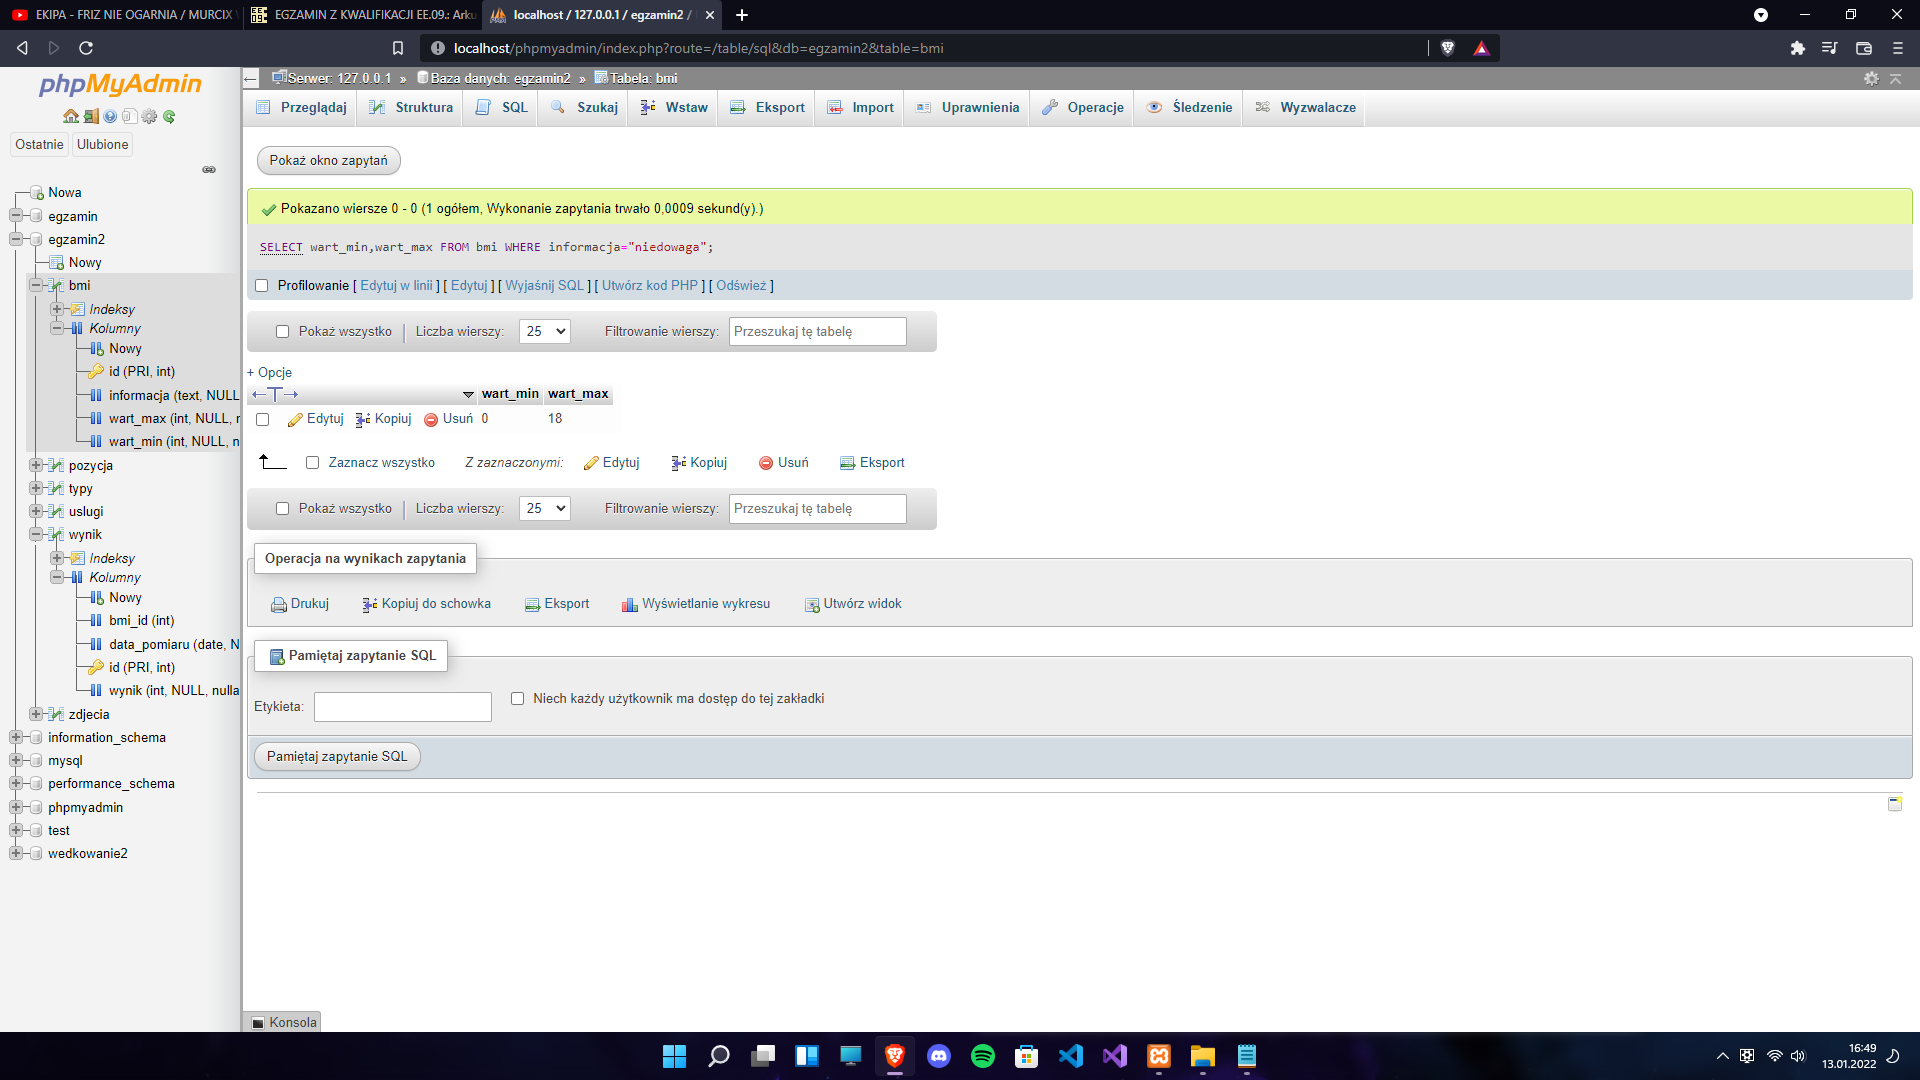 EKIPA - FRIZ NIE OGARNIA / MURCIX
EGZAMIN Z KWALIFIKACJI EE.09.: Arku
localhost / 127.0.0.1 / egzamin2 /
localhost/phpmyadmin/index.php?route=/table/sql&db=egzamin2&table=bmi
phpMyAdmin
Ostatnie
Ulubione
Nowa
egzamin
egzamin2
Nowy
bmi
Indeksy
Kolumny
Nowy
id (PRI, int)
informacja (text, NULL
wart_max (int, NULL, n
wart_min (int, NULL, n
pozycja
typy
uslugi
wynik
Indeksy
Kolumny
Nowy
bmi_id (int)
data_pomiaru (date, N
id (PRI, int)
wynik (int, NULL, nulla
zdjecia
information_schema
mysql
performance_schema
phpmyadmin
test
wedkowanie2
Serwer: 127.0.0.1 » Baza danych: egzamin2 » Tabela: bmi
Przeglądaj
Struktura
SQL
Szukaj
Wstaw
Eksport
Import
Uprawnienia
Operacje
Śledzenie
Wyzwalacze
Pokaż okno zapytań
Pokazano wiersze 0 - 0 (1 ogółem, Wykonanie zapytania trwało 0,0009 sekund(y).)
SELECT wart_min,wart_max FROM bmi WHERE informacja="niedowaga";
Profilowanie [ Edytuj w linii ] [ Edytuj ] [ Wyjaśnij SQL ] [ Utwórz kod PHP ] [ Odśwież ]
Pokaż wszystko | Liczba wierszy: 25 Filtrowanie wierszy: Przeszukaj tę tabelę
+ Opcje
wart_min wart_max
Edytuj Kopiuj Usuń 0 18
Zaznacz wszystko Z zaznaczonymi: Edytuj Kopiuj Usuń Eksport
Pokaż wszystko | Liczba wierszy: 25 Filtrowanie wierszy: Przeszukaj tę tabelę
Operacja na wynikach zapytania
Drukuj Kopiuj do schowka Eksport Wyświetlanie wykresu Utwórz widok
Pamiętaj zapytanie SQL
Etykieta: Niech każdy użytkownik ma dostęp do tej zakładki
Pamiętaj zapytanie SQL
Konsola
16:49
13.01.2022